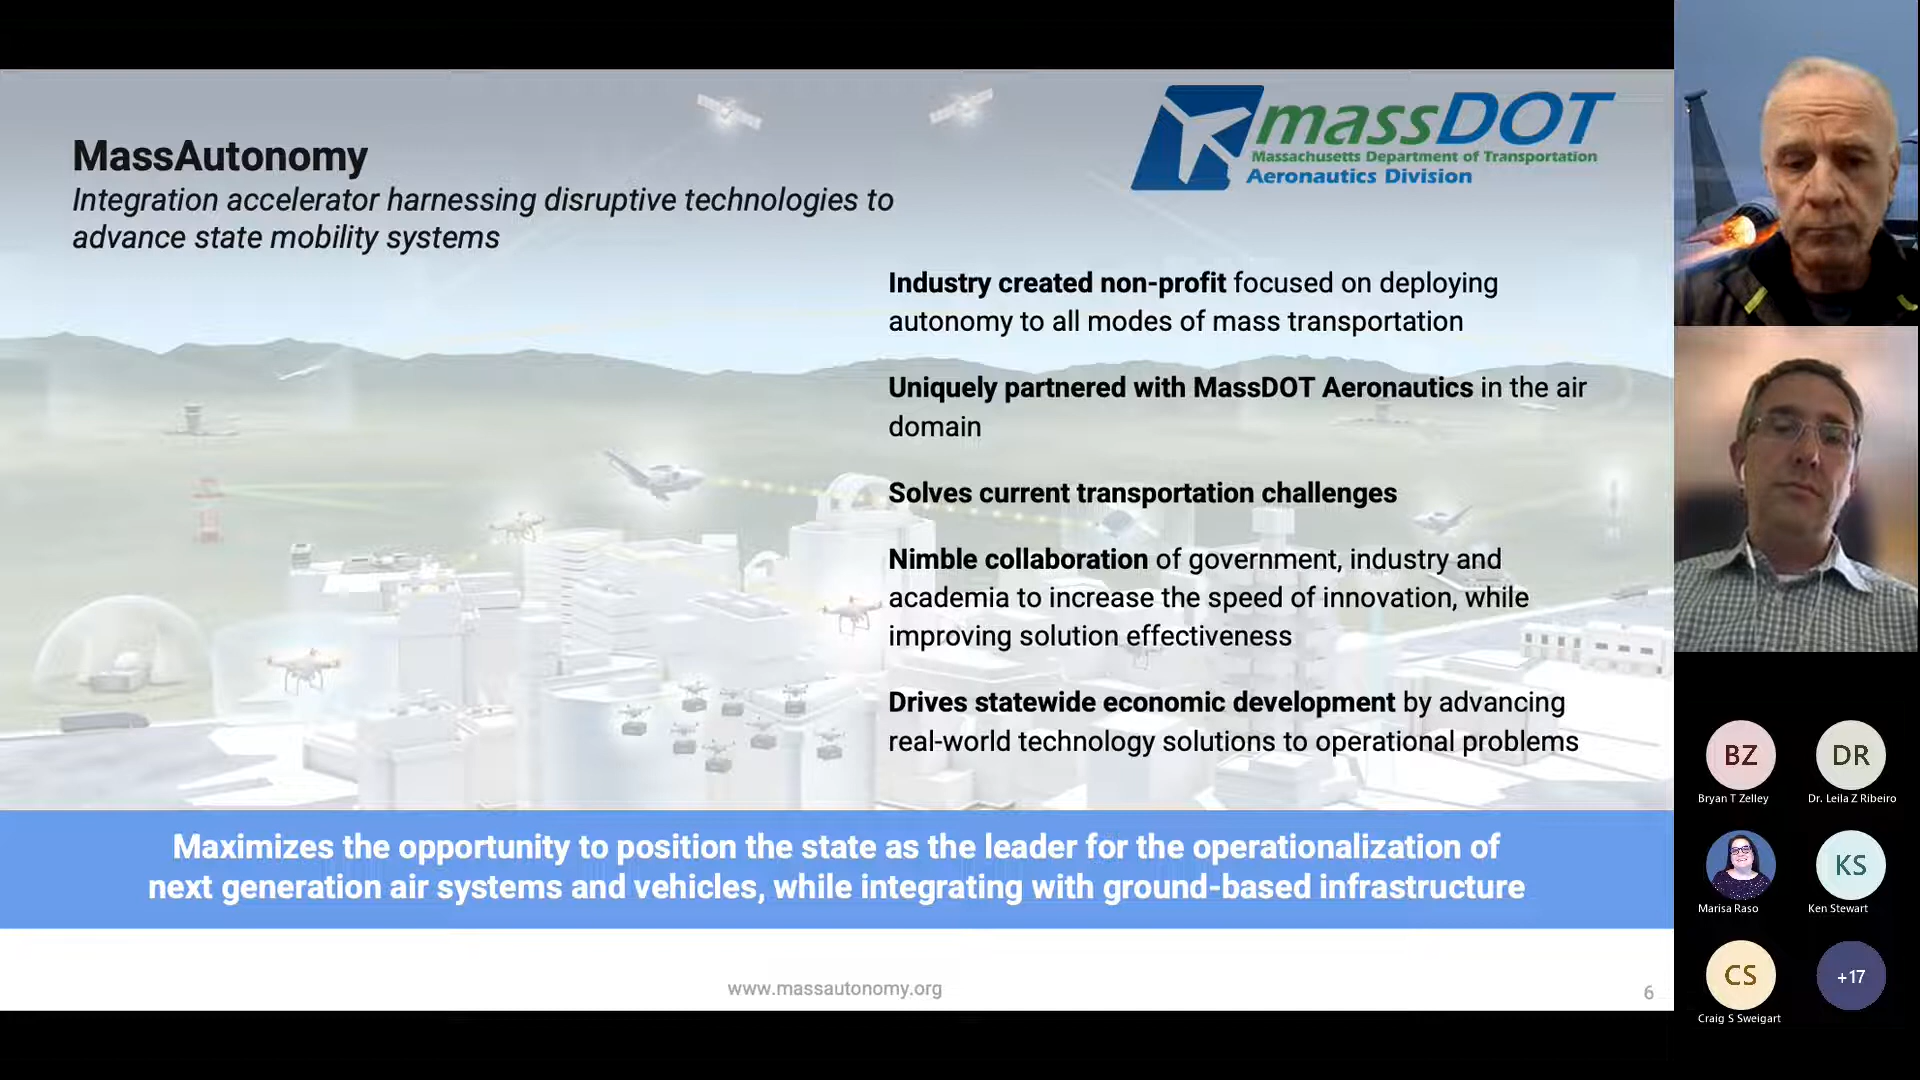 massDOT
Massachusetts Department of Transportation
Aeronautics Division
MassAutonomy
Integration accelerator harnessing disruptive technologies to
advance state mobility systems
Industry created non-profit focused on deploying
autonomy to all modes of mass transportation
Uniquely partnered with MassDOT Aeronautics in the air
domain
Solves current transportation challenges
Nimble collaboration of government, industry and
academia to increase the speed of innovation, while
improving solution effectiveness
Drives statewide economic development by advancing
real-world technology solutions to operational problems
Maximizes the opportunity to position the state as the leader for the operationalization of
next generation air systems and vehicles, while integrating with ground-based infrastructure
www.massautonomy.org
6
BZ
Bryan T Zelley
DR
Dr. Leila Z Ribeiro
Marisa Raso
KS
Ken Stewart
CS
Craig S Sweigart
+17